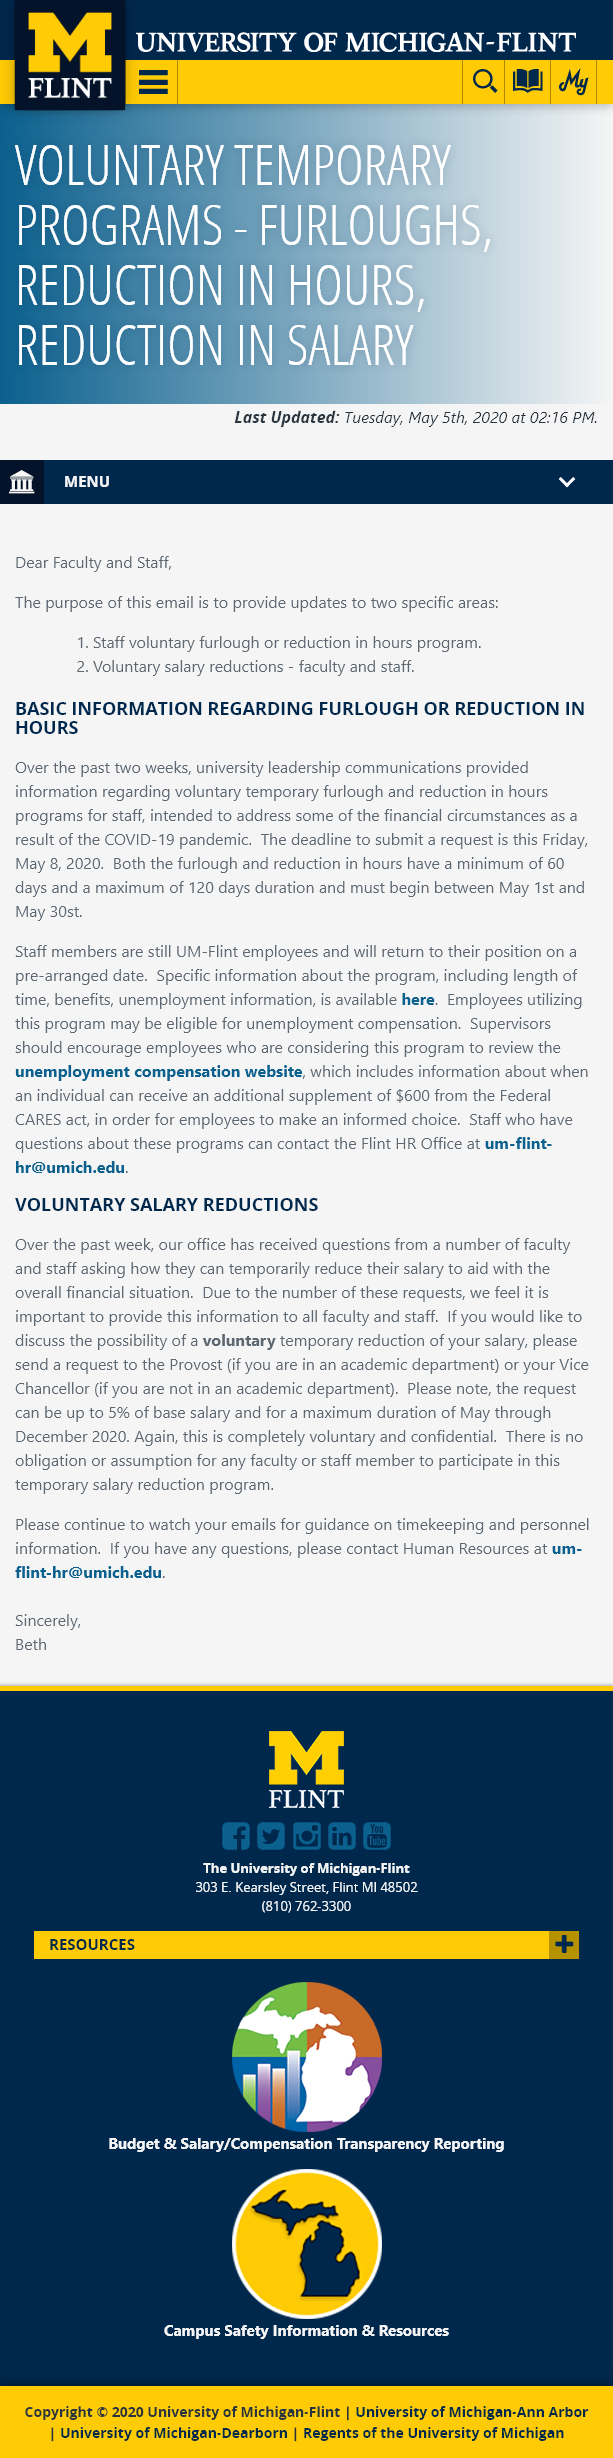 M
FLINT
UNIVERSITY OF MICHIGAN-FLINT
My
VOLUNTARY TEMPORARY
PROGRAMS - FURLOUGHS,
REDUCTION IN HOURS,
REDUCTION IN SALARY
Last Updated: Tuesday, May 5th, 2020 at 02:16 PM.
MENU
Dear Faculty and Staff,
The purpose of this email is to provide updates to two specific areas:
1. Staff voluntary furlough or reduction in hours program.
2. Voluntary salary reductions - faculty and staff.
BASIC INFORMATION REGARDING FURLOUGH OR REDUCTION IN
HOURS
Over the past two weeks, university leadership communications provided
information regarding voluntary temporary furlough and reduction in hours
programs for staff, intended to address some of the financial circumstances as a
result of the COVID-19 pandemic.  The deadline to submit a request is this Friday,
May 8, 2020.  Both the furlough and reduction in hours have a minimum of 60
days and a maximum of 120 days duration and must begin between May 1st and
May 30st.
Staff members are still UM-Flint employees and will return to their position on a
pre-arranged date.  Specific information about the program, including length of
time, benefits, unemployment information, is available here.  Employees utilizing
this program may be eligible for unemployment compensation.  Supervisors
should encourage employees who are considering this program to review the
unemployment compensation website, which includes information about when
an individual can receive an additional supplement of $600 from the Federal
CARES act, in order for employees to make an informed choice.  Staff who have
questions about these programs can contact the Flint HR Office at um-flint-
hr@umich.edu.
VOLUNTARY SALARY REDUCTIONS
Over the past week, our office has received questions from a number of faculty
and staff asking how they can temporarily reduce their salary to aid with the
overall financial situation.  Due to the number of these requests, we feel it is
important to provide this information to all faculty and staff.  If you would like to
discuss the possibility of a voluntary temporary reduction of your salary, please
send a request to the Provost (if you are in an academic department) or your Vice
Chancellor (if you are not in an academic department).  Please note, the request
can be up to 5% of base salary and for a maximum duration of May through
December 2020. Again, this is completely voluntary and confidential.  There is no
obligation or assumption for any faculty or staff member to participate in this
temporary salary reduction program.
Please continue to watch your emails for guidance on timekeeping and personnel
information.  If you have any questions, please contact Human Resources at um-
flint-hr@umich.edu.
Sincerely,
Beth
M
FLINT
in
You Tube
The University of Michigan-Flint
303 E. Kearsley Street, Flint MI 48502
(810) 762-3300
RESOURCES
Budget & Salary/Compensation Transparency Reporting
Campus Safety Information & Resources
Copyright © 2020 University of Michigan-Flint | University of Michigan-Ann Arbor
| University of Michigan-Dearborn | Regents of the University of Michigan